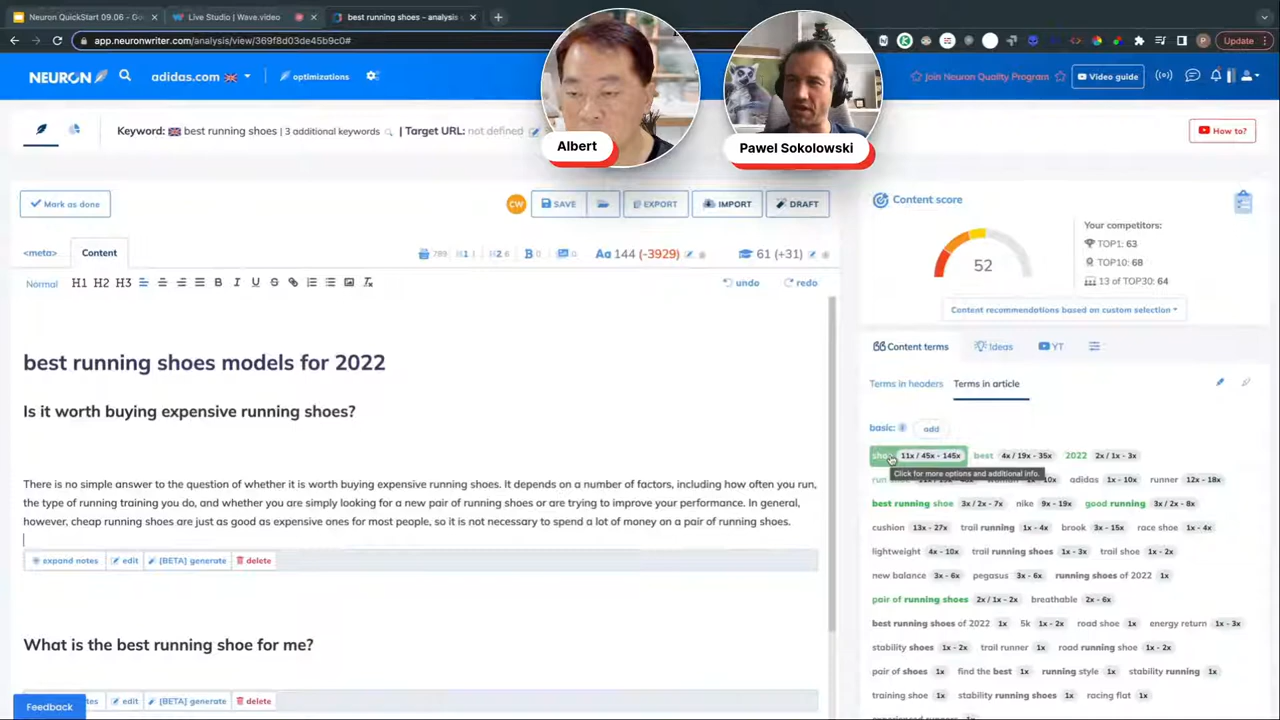 Neuron QuickStart 09.06 - Go
Live Studio | Wave.video
best running shoes - analysis
app.neuronwriter.com/analysis/view/369f8d03de45b9c0#
Update
NEURON
adidas.com
optimizations
Join Neuron Quality Program
Video guide
Albert
Pawel Sokolowski
Keyword: best running shoes | 3 additional keywords | Target URL: not defined
How to?
Mark as done
CW
SAVE
EXPORT
IMPORT
DRAFT
<meta>
Content
789
H1 1
H2 6
B 0
0
Aa 144 (-3929)
61 (+31)
Normal
H1 H2 H3
B I U S
undo
redo
best running shoes models for 2022
Is it worth buying expensive running shoes?
There is no simple answer to the question of whether it is worth buying expensive running shoes. It depends on a number of factors, including how often you run,
the type of running training you do, and whether you are simply looking for a new pair of running shoes or are trying to improve your performance. In general,
however, cheap running shoes are just as good as expensive ones for most people, so it is not necessary to spend a lot of money on a pair of running shoes.
expand notes edit [BETA] generate delete
What is the best running shoe for me?
edit [BETA] generate delete
Feedback
Content score
52
Your competitors:
TOP1: 63
TOP10: 68
13 of TOP30: 64
Content recommendations based on custom selection
Content terms
Ideas
YT
Terms in headers
Terms in article
basic: add
11x / 45x - 145x best 4x / 19x - 35x 2022 2x / 1x - 3x
Click for more options and additional info.
adidas 1x - 10x runner 12x - 18x
best running shoe 3x / 2x - 7x nike 9x - 19x good running 3x / 2x - 8x
cushion 13x - 27x trail running 1x - 4x brook 3x - 15x race shoe 1x - 4x
lightweight 4x - 10x trail running shoes 1x - 3x trail shoe 1x - 2x
new balance 3x - 6x pegasus 3x - 6x running shoes of 2022 1x
pair of running shoes 2x / 1x - 2x breathable 2x - 6x
best running shoes of 2022 1x 5k 1x - 2x road shoe 1x energy return 1x - 3x
stability shoes 1x - 2x trail runner 1x road running shoe 1x - 2x
pair of shoes 1x find the best 1x running style 1x stability running 1x
training shoe 1x stability running shoes 1x racing flat 1x